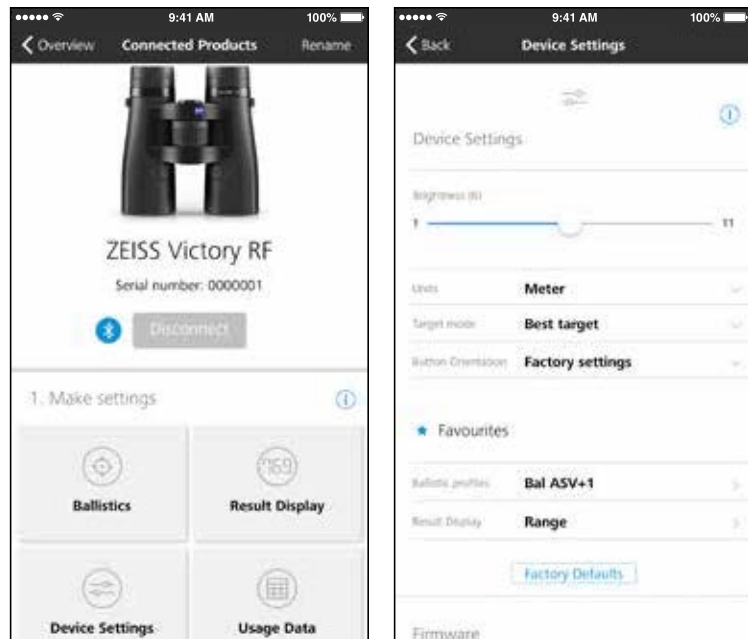 9:41 AM 100%
Overview Connected Products Rename
ZEISS Victory RF
Serial number: 0000001
Disconnect
1. Make settings
Ballistics
Result Display
Device Settings
Usage Data
9:41 AM 100%
Back Device Settings
Device Settings
Brightness (6)
1 11
Units Meter
Target mode Best target
Button Orientation Factory settings
Favourites
Ballistic profiles Bal ASV+1
Result Display Range
Factory Defaults
Firmware